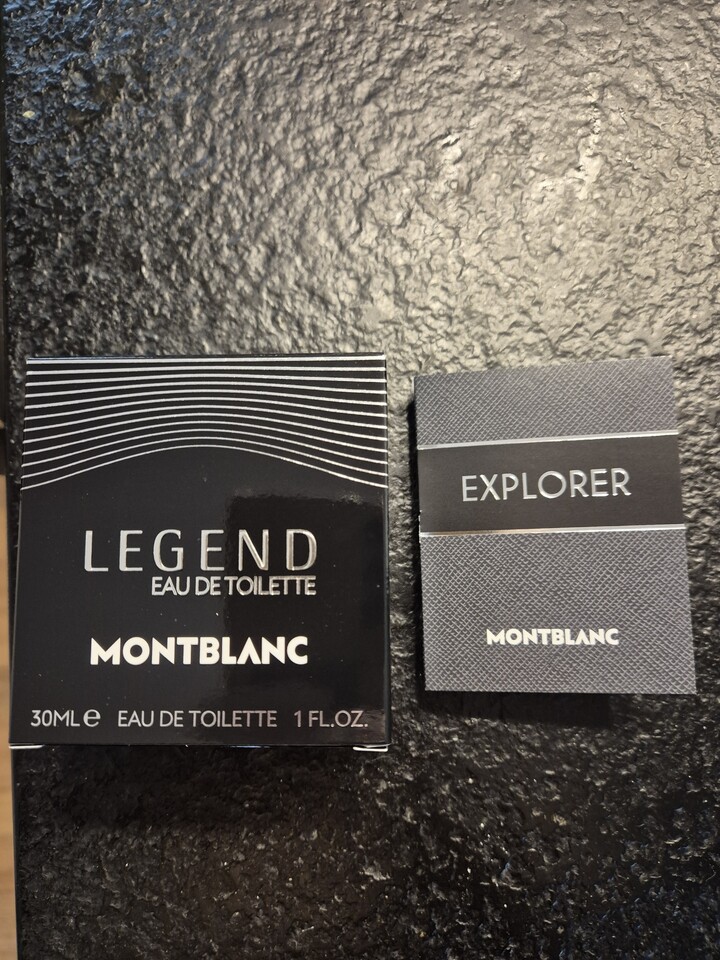 LEGEND
EAU DE TOILETTE
MONTBLANC
30ML e EAU DE TOILETTE 1 FL.OZ.
EXPLORER
MONTBLANC